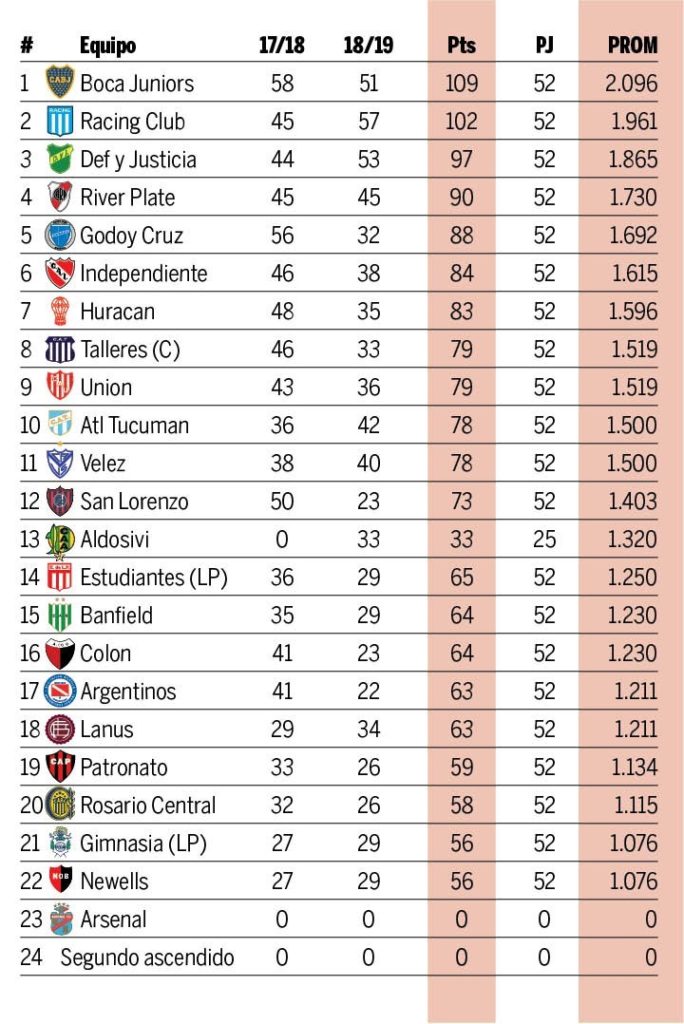 # Equipo 17/18 18/19 Pts PJ PROM
1 Boca Juniors 58 51 109 52 2.096
2 Racing Club 45 57 102 52 1.961
3 Def y Justicia 44 53 97 52 1.865
4 River Plate 45 45 90 52 1.730
5 Godoy Cruz 56 32 88 52 1.692
6 Independiente 46 38 84 52 1.615
7 Huracan 48 35 83 52 1.596
8 Talleres (C) 46 33 79 52 1.519
9 Union 43 36 79 52 1.519
10 Atl Tucuman 36 42 78 52 1.500
11 Velez 38 40 78 52 1.500
12 San Lorenzo 50 23 73 52 1.403
13 Aldosivi 0 33 33 25 1.320
14 Estudiantes (LP) 36 29 65 52 1.250
15 Banfield 35 29 64 52 1.230
16 Colon 41 23 64 52 1.230
17 Argentinos 41 22 63 52 1.211
18 Lanus 29 34 63 52 1.211
19 Patronato 33 26 59 52 1.134
20 Rosario Central 32 26 58 52 1.115
21 Gimnasia (LP) 27 29 56 52 1.076
22 Newells 27 29 56 52 1.076
23 Arsenal 0 0 0 0 0
24 Segundo ascendido 0 0 0 0 0